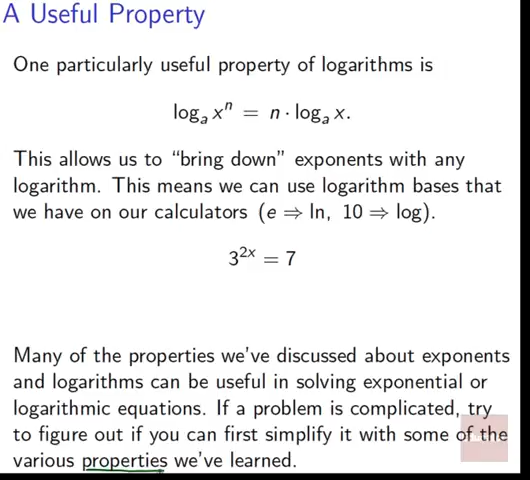 A Useful Property
One particularly useful property of logarithms is
logₐ xⁿ = n · logₐ x.
This allows us to “bring down” exponents with any
logarithm. This means we can use logarithm bases that
we have on our calculators (e ⇒ ln, 10 ⇒ log).
3²ˣ = 7
Many of the properties we've discussed about exponents
and logarithms can be useful in solving exponential or
logarithmic equations. If a problem is complicated, try
to figure out if you can first simplify it with some of the
various properties we've learned.